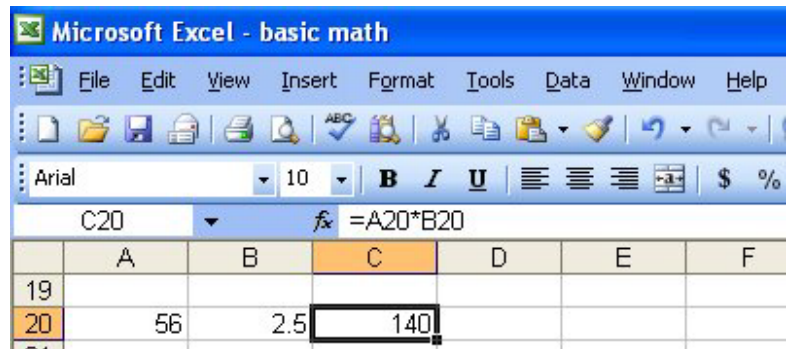 Microsoft Excel - basic math
File Edit View Insert Format Tools Data Window Help
ABC
Arial 10 B I U a $ %
C20 fx =A20*B20
A B C D E F
19
20 56 2.5 140